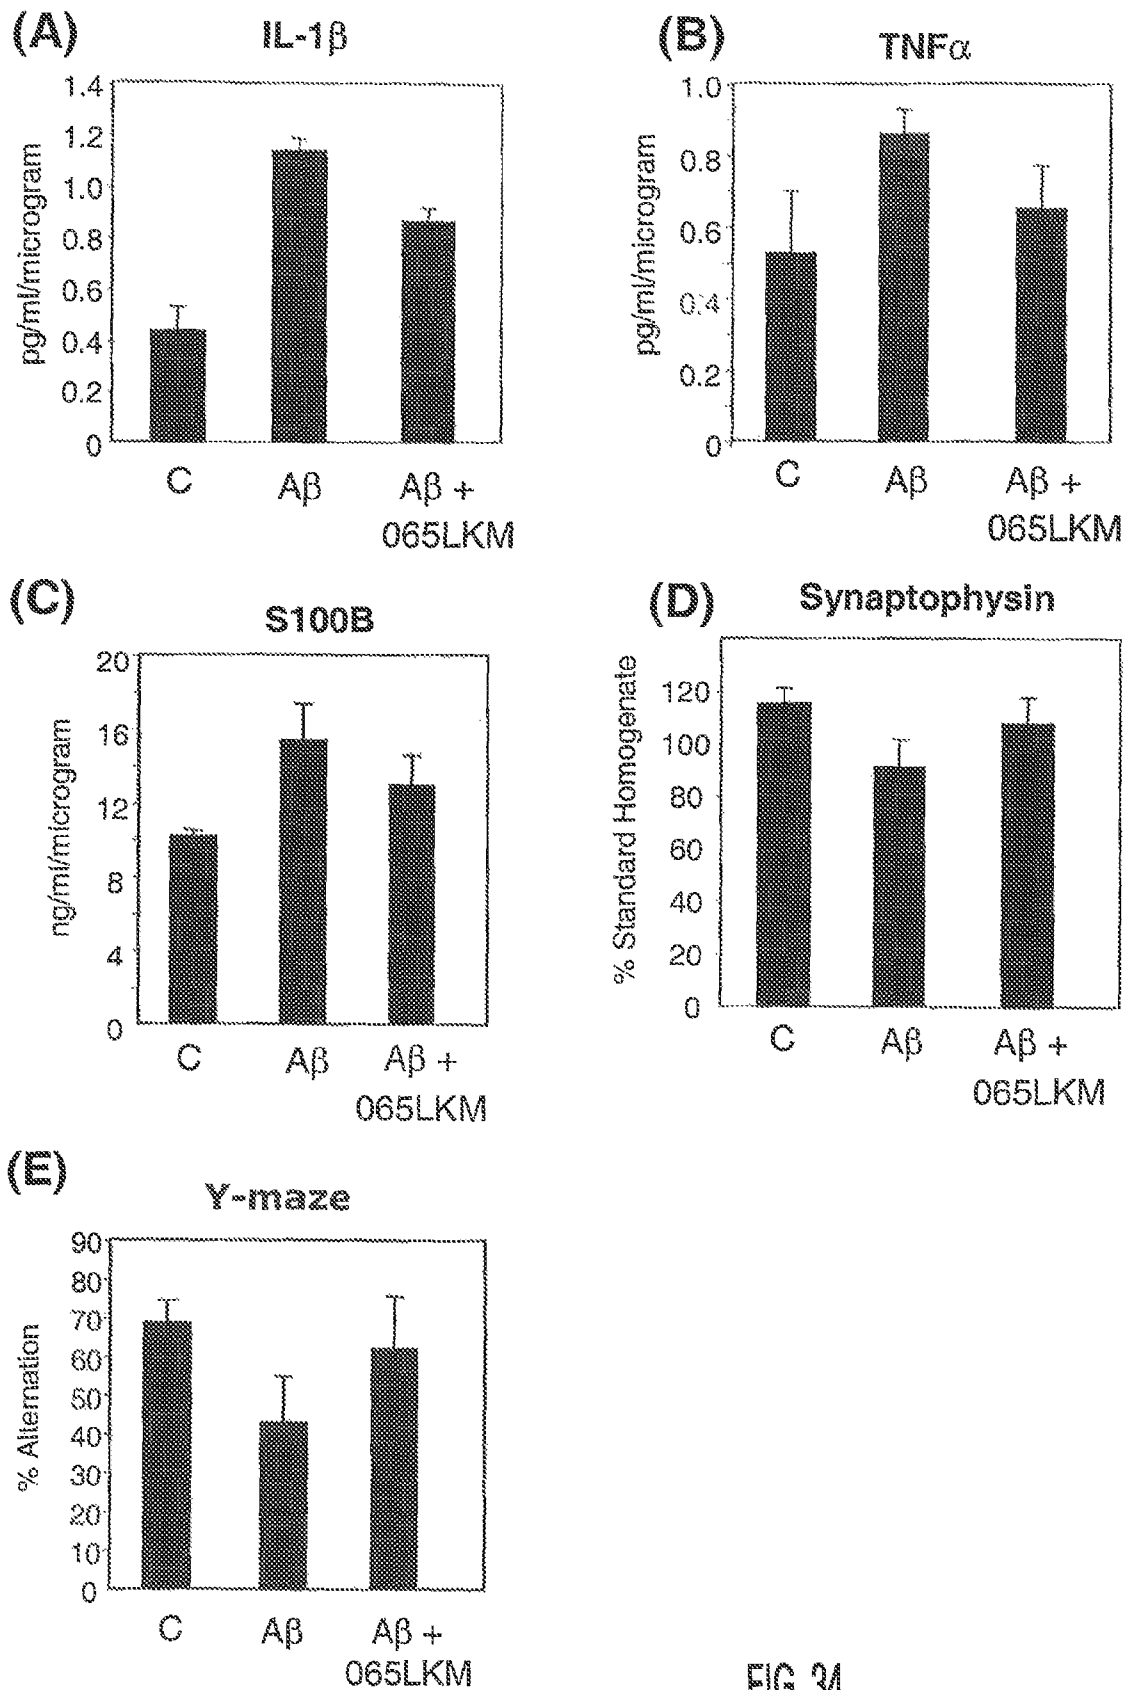 (A)
IL-1β
pg/ml/microgram
1.4
1.2
1.0
0.8
0.6
0.4
0.2
0
C
Aβ
Aβ +
065LKM
(B)
TNFα
pg/ml/microgram
1.0
0.8
0.6
0.4
0.2
0
C
Aβ
Aβ +
065LKM
(C)
S100B
ng/ml/microgram
20
16
12
8
4
0
C
Aβ
Aβ +
065LKM
(D)
Synaptophysin
% Standard Homogenate
120
100
80
60
40
20
0
C
Aβ
Aβ +
065LKM
(E)
Y-maze
% Alternation
90
80
70
60
50
40
30
20
10
0
C
Aβ
Aβ +
065LKM
FIG. 34